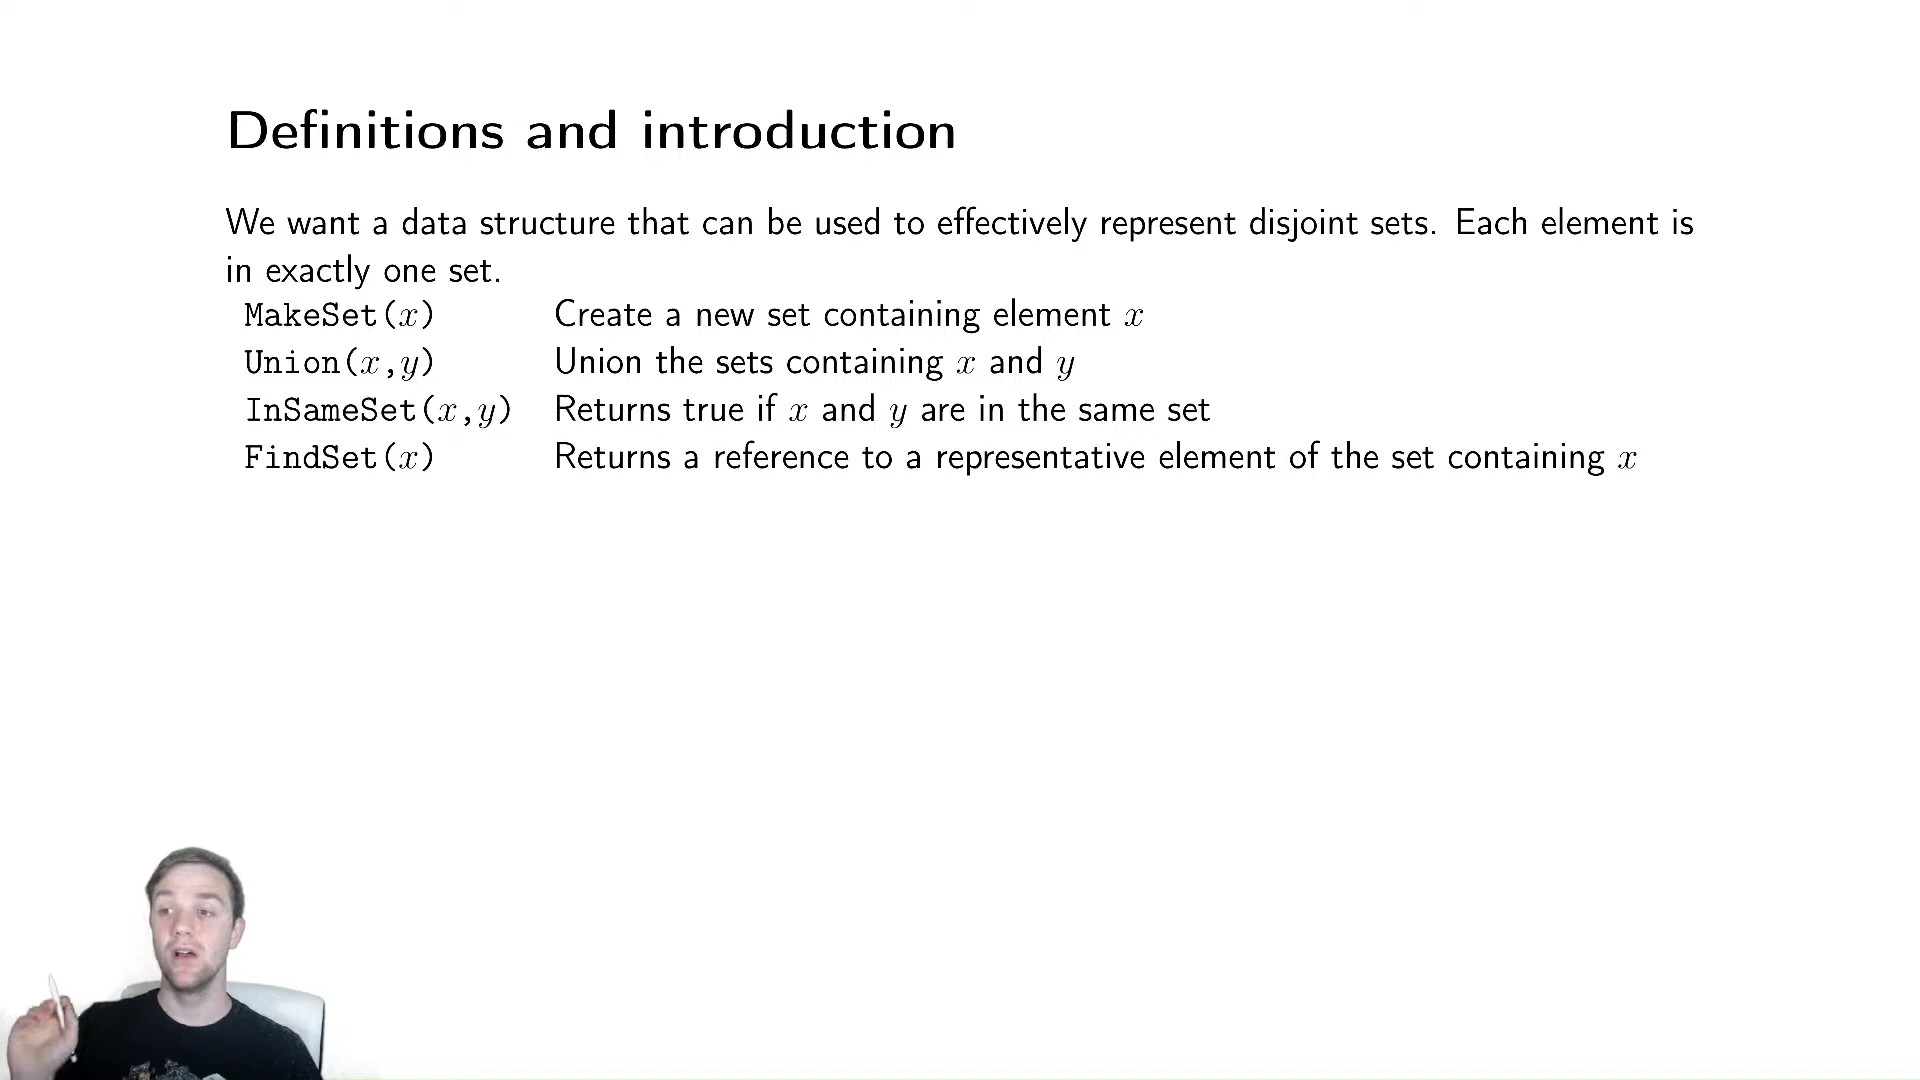 Definitions and introduction
We want a data structure that can be used to effectively represent disjoint sets. Each element is
in exactly one set.
MakeSet(x) Create a new set containing element x
Union(x,y) Union the sets containing x and y
InSameSet(x,y) Returns true if x and y are in the same set
FindSet(x) Returns a reference to a representative element of the set containing x